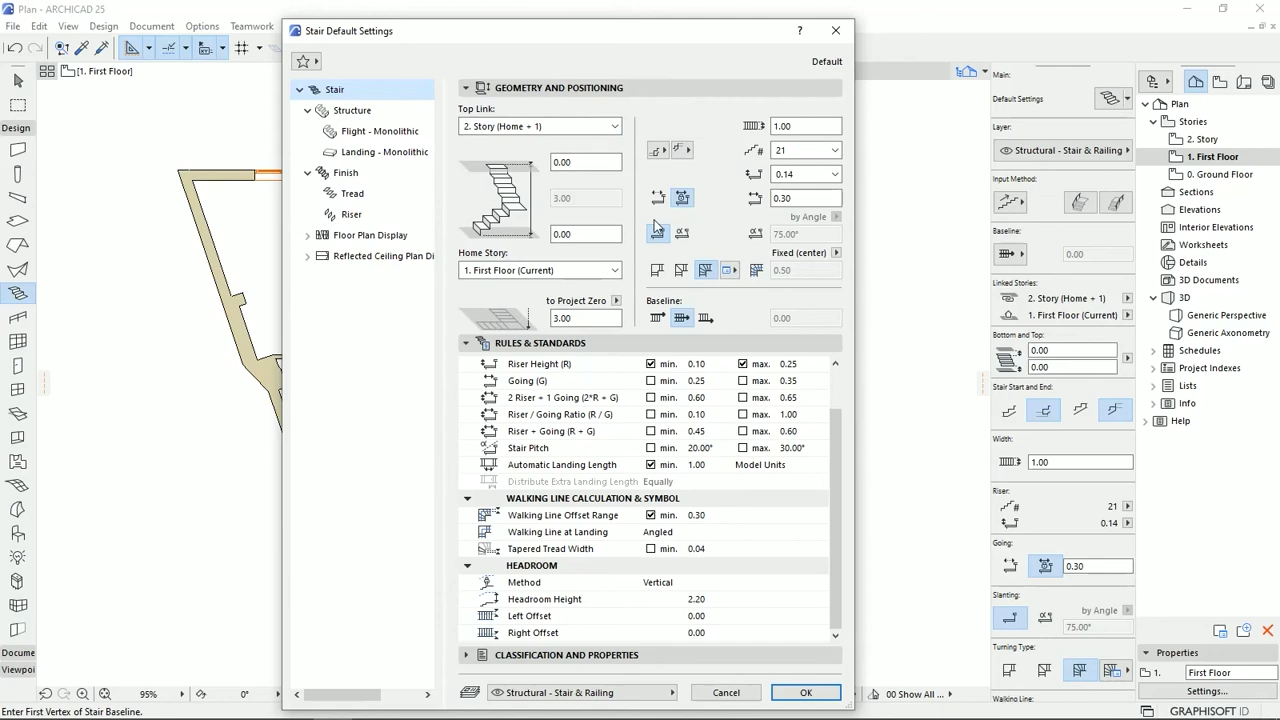 Plan - ARCHICAD 25
File Edit View Design Document Options Teamwork
[1. First Floor]
Design
Docume
Viewpoi
95%
0°
Enter First Vertex of Stair Baseline.
Stair Default Settings
?
Default
Stair
Structure
Flight - Monolithic
Landing - Monolithic
Finish
Tread
Riser
Floor Plan Display
Reflected Ceiling Plan Di
GEOMETRY AND POSITIONING
Top Link:
2. Story (Home + 1)
0.00
3.00
0.00
Home Story:
1. First Floor (Current)
to Project Zero
3.00
1.00
21
0.14
0.30
by Angle
75.00°
Fixed (center)
0.50
Baseline:
0.00
RULES & STANDARDS
Riser Height (R) min. 0.10 max. 0.25
Going (G) min. 0.25 max. 0.35
2 Riser + 1 Going (2*R + G) min. 0.60 max. 0.65
Riser / Going Ratio (R / G) min. 0.10 max. 1.00
Riser + Going (R + G) min. 0.45 max. 0.60
Stair Pitch min. 20.00° max. 30.00°
Automatic Landing Length min. 1.00 Model Units
Distribute Extra Landing Length Equally
WALKING LINE CALCULATION & SYMBOL
Walking Line Offset Range min. 0.30
Walking Line at Landing Angled
Tapered Tread Width min. 0.04
HEADROOM
Method Vertical
Headroom Height 2.20
Left Offset 0.00
Right Offset 0.00
CLASSIFICATION AND PROPERTIES
Structural - Stair & Railing
Cancel
OK
00 Show All ...
Main:
Default Settings
Layer:
Structural - Stair & Railing
Input Method:
Baseline:
0.00
Linked Stories:
2. Story (Home + 1)
1. First Floor (Current)
Bottom and Top:
0.00
0.00
Stair Start and End:
Width:
1.00
Riser:
21
0.14
Going:
0.30
Slanting:
by Angle
75.00°
Turning Type:
Walking Line:
Plan
Stories
2. Story
1. First Floor
0. Ground Floor
Sections
Elevations
Interior Elevations
Worksheets
Details
3D Documents
3D
Generic Perspective
Generic Axonometry
Schedules
Project Indexes
Lists
Info
Help
Properties
1. First Floor
Settings...
GRAPHISOFT ID